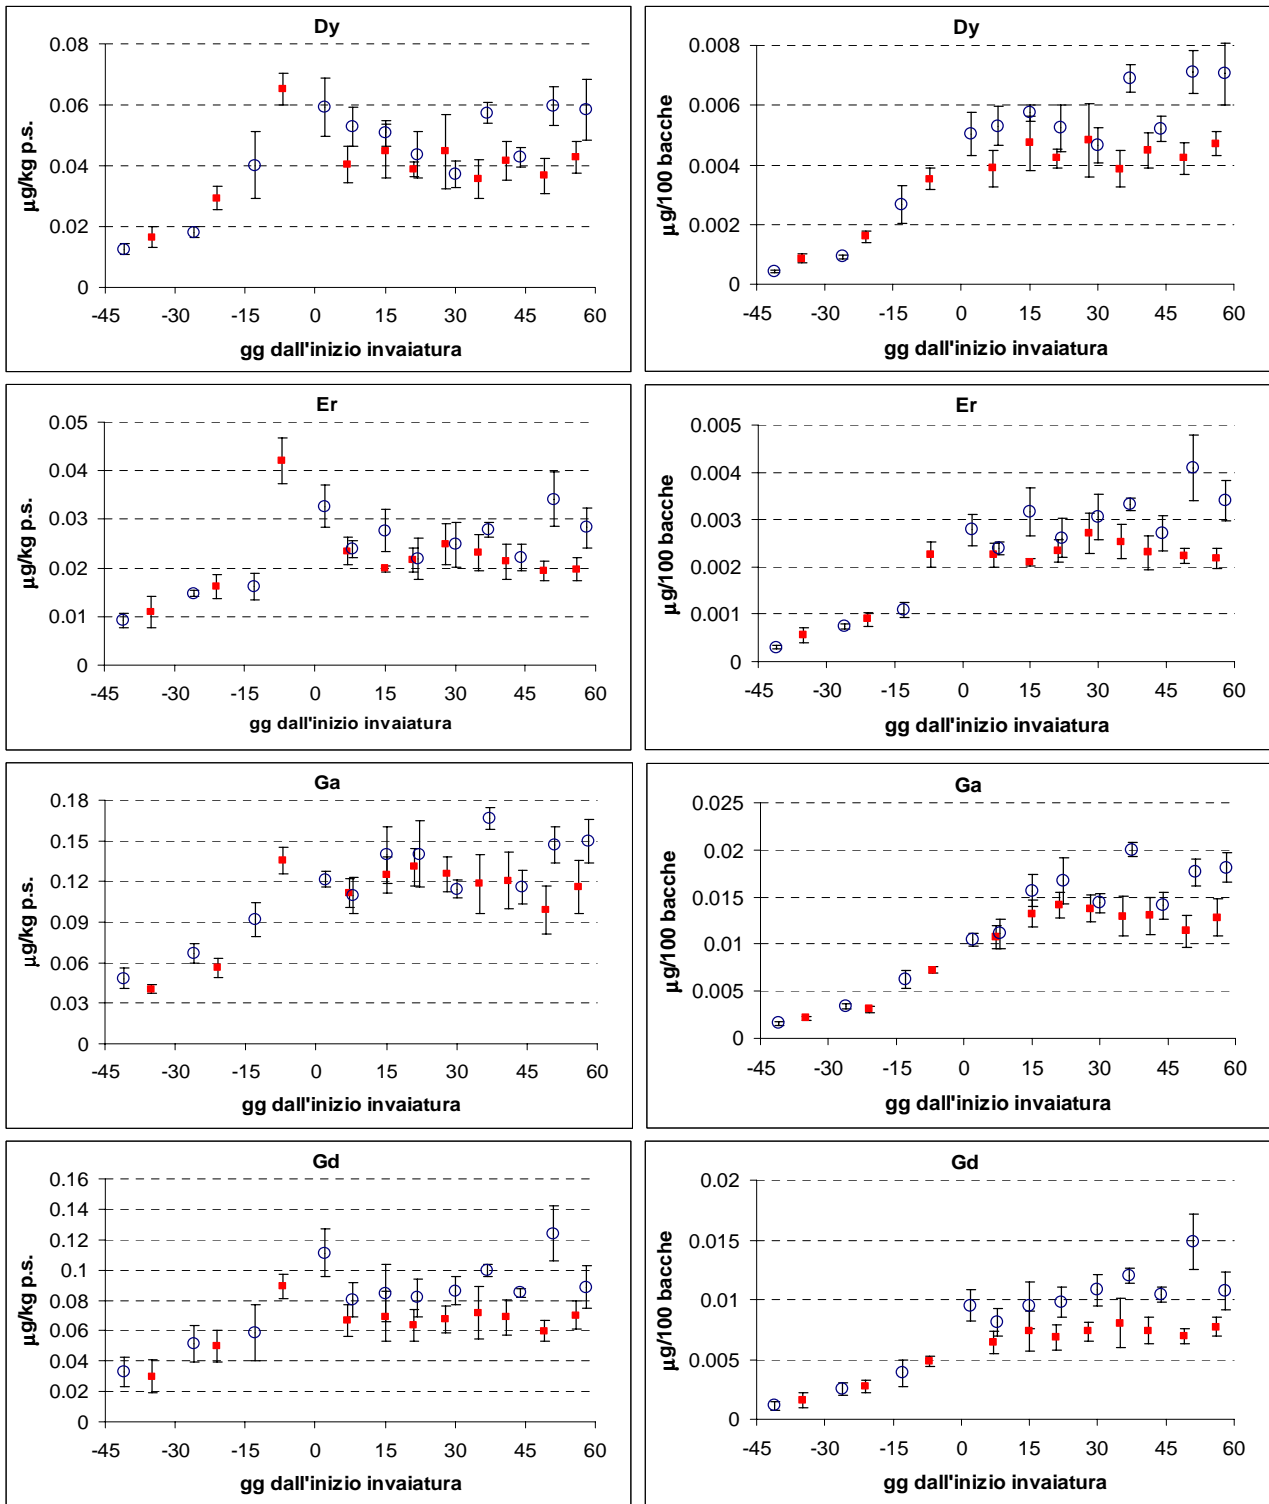 Dy
µg/kg p.s.
0.08
0.06
0.04
0.02
0
-45 -30 -15 0 15 30 45 60
gg dall'inizio invaiatura
Dy
µg/100 bacche
0.008
0.006
0.004
0.002
0
-45 -30 -15 0 15 30 45 60
gg dall'inizio invaiatura
Er
µg/kg p.s.
0.05
0.04
0.03
0.02
0.01
0
-45 -30 -15 0 15 30 45 60
gg dall'inizio invaiatura
Er
µg/100 bacche
0.005
0.004
0.003
0.002
0.001
0
-45 -30 -15 0 15 30 45 60
gg dall'inizio invaiatura
Ga
µg/kg p.s.
0.18
0.15
0.12
0.09
0.06
0.03
0
-45 -30 -15 0 15 30 45 60
gg dall'inizio invaiatura
Ga
µg/100 bacche
0.025
0.02
0.015
0.01
0.005
0
-45 -30 -15 0 15 30 45 60
gg dall'inizio invaiatura
Gd
µg/kg p.s.
0.16
0.14
0.12
0.1
0.08
0.06
0.04
0.02
0
-45 -30 -15 0 15 30 45 60
gg dall'inizio invaiatura
Gd
µg/100 bacche
0.02
0.015
0.01
0.005
0
-45 -30 -15 0 15 30 45 60
gg dall'inizio invaiatura